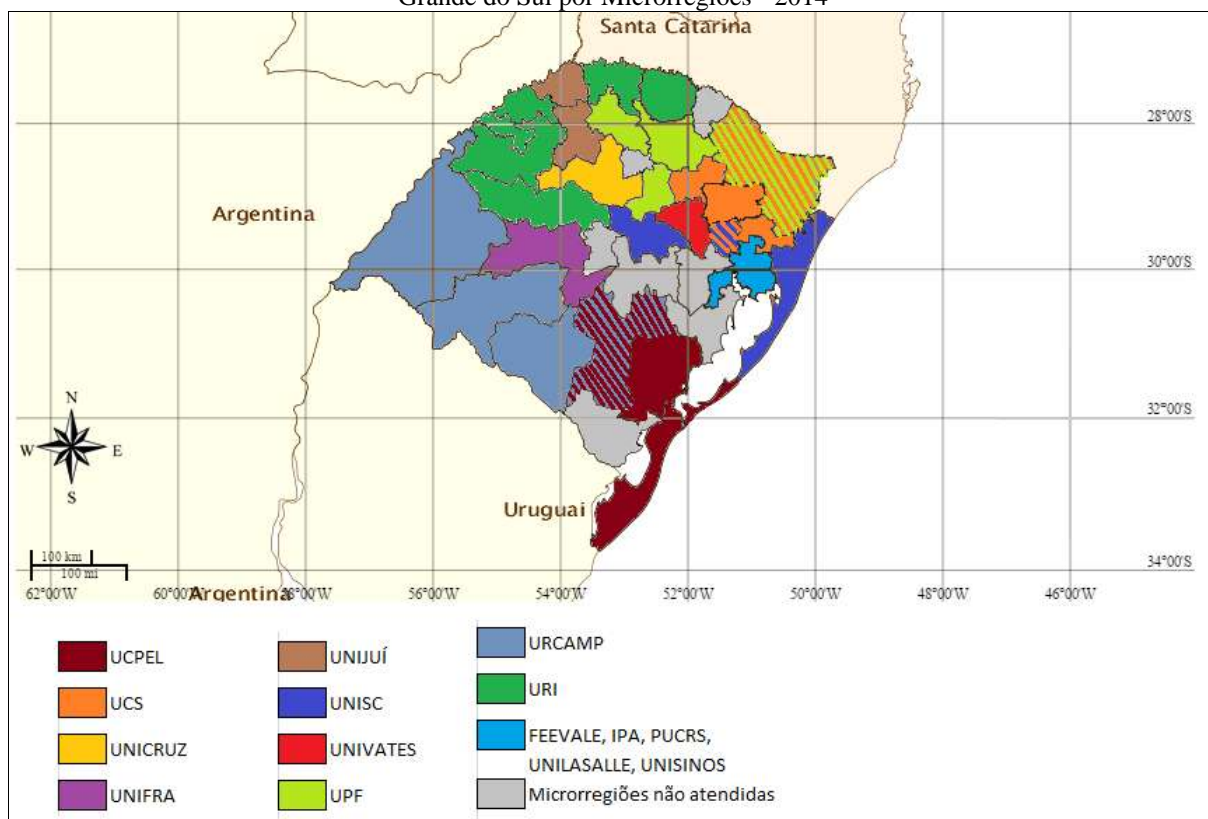 Grande do Sul por Microrregiões - 2014
Santa Catarina
28°00'S
Argentina
30°00'S
32°00'S
N
W E
S
Uruguai
100 km
100 mi
34°00'S
62°00'W 60°00'W 58°00'W 56°00'W 54°00'W 52°00'W 50°00'W 48°00'W 46°00'W
Argentina
UCPEL
UCS
UNICRUZ
UNIFRA
UNIJUÍ
UNISC
UNIVATES
UPF
URCAMP
URI
FEEVALE, IPA, PUCRS,
UNILASALLE, UNISINOS
Microrregiões não atendidas